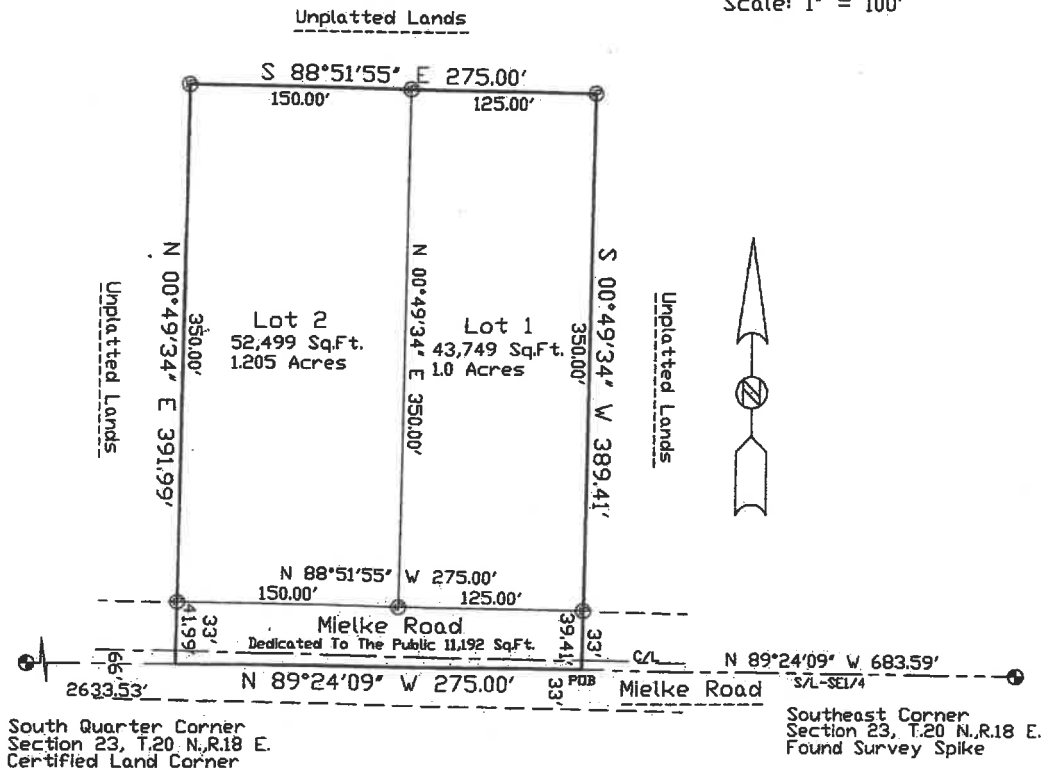 Scale: 1" = 100'
Unplatted Lands
S 88°51'55" E 275.00'
150.00'
125.00'
N 00°49'34" E 391.99'
350.00'
Unplatted Lands
Lot 2
52,499 Sq.Ft.
1.205 Acres
N 00°49'34" E 350.00'
Lot 1
43,749 Sq.Ft.
1.0 Acres
350.00'
S 00°49'34" W 389.41'
Unplatted Lands
N
N 88°51'55" W 275.00'
150.00'
125.00'
41.99'
33'
Mielke Road
Dedicated To The Public 11,192 Sq.Ft.
39.41'
33'
C/L
N 89°24'09" W 683.59'
S/L-SE1/4
66'
2633.53'
N 89°24'09" W 275.00'
33'
POB
Mielke Road
South Quarter Corner
Section 23, T.20 N.,R.18 E.
Certified Land Corner
Southeast Corner
Section 23, T.20 N.,R.18 E.
Found Survey Spike